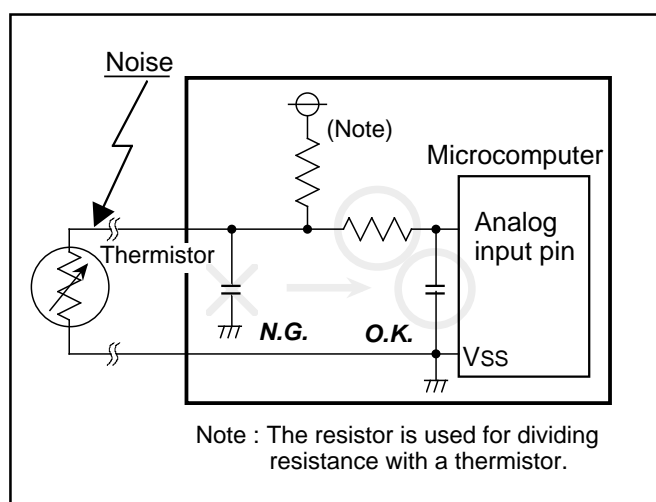 Noise
(Note)
Microcomputer
Analog
input pin
Thermistor
N.G.
O.K.
VSS
Note : The resistor is used for dividing
resistance with a thermistor.